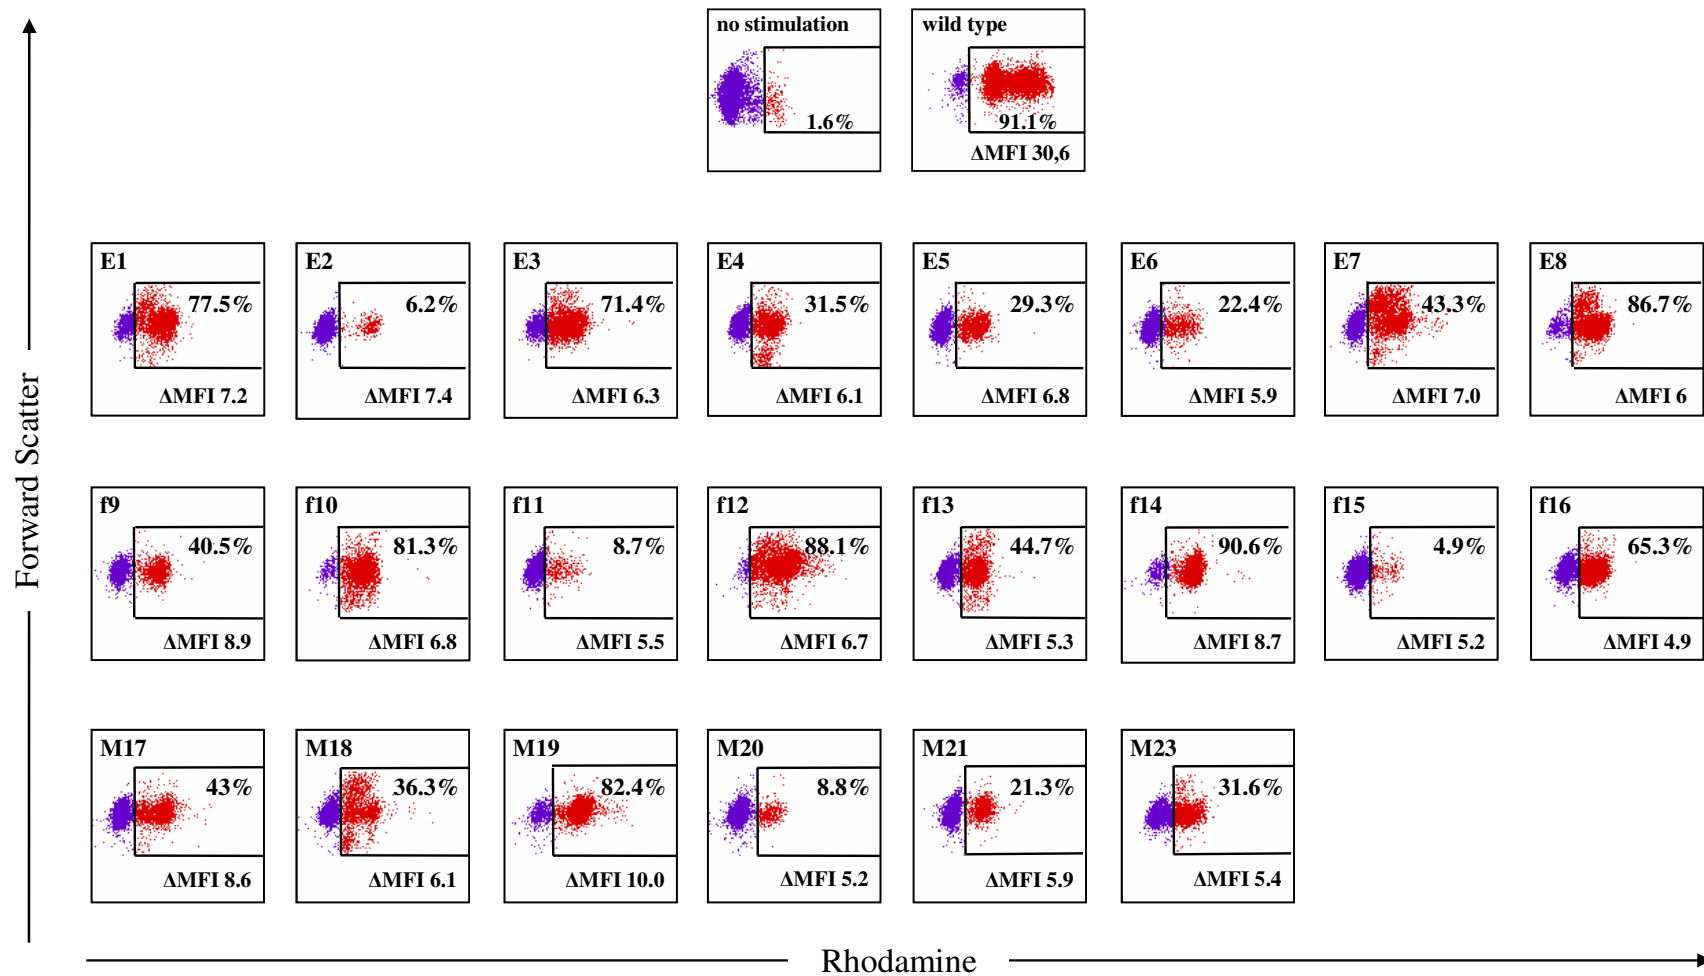 no stimulation
1.6%
wild type
91.1%
ΔMFI 30,6
E1
77.5%
ΔMFI 7.2
E2
6.2%
ΔMFI 7.4
E3
71.4%
ΔMFI 6.3
E4
31.5%
ΔMFI 6.1
E5
29.3%
ΔMFI 6.8
E6
22.4%
ΔMFI 5.9
E7
43.3%
ΔMFI 7.0
E8
86.7%
ΔMFI 6
f9
40.5%
ΔMFI 8.9
f10
81.3%
ΔMFI 6.8
f11
8.7%
ΔMFI 5.5
f12
88.1%
ΔMFI 6.7
f13
44.7%
ΔMFI 5.3
f14
90.6%
ΔMFI 8.7
f15
4.9%
ΔMFI 5.2
f16
65.3%
ΔMFI 4.9
M17
43%
ΔMFI 8.6
M18
36.3%
ΔMFI 6.1
M19
82.4%
ΔMFI 10.0
M20
8.8%
ΔMFI 5.2
M21
21.3%
ΔMFI 5.9
M23
31.6%
ΔMFI 5.4
Forward Scatter
Rhodamine